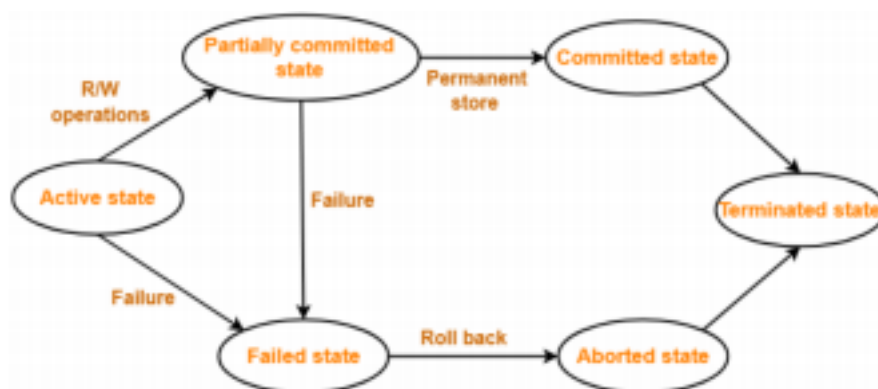 Partially committed
state
Committed state
R/W
operations
Permanent
store
Active state
Failure
Terminated state
Failure
Roll back
Failed state
Aborted state